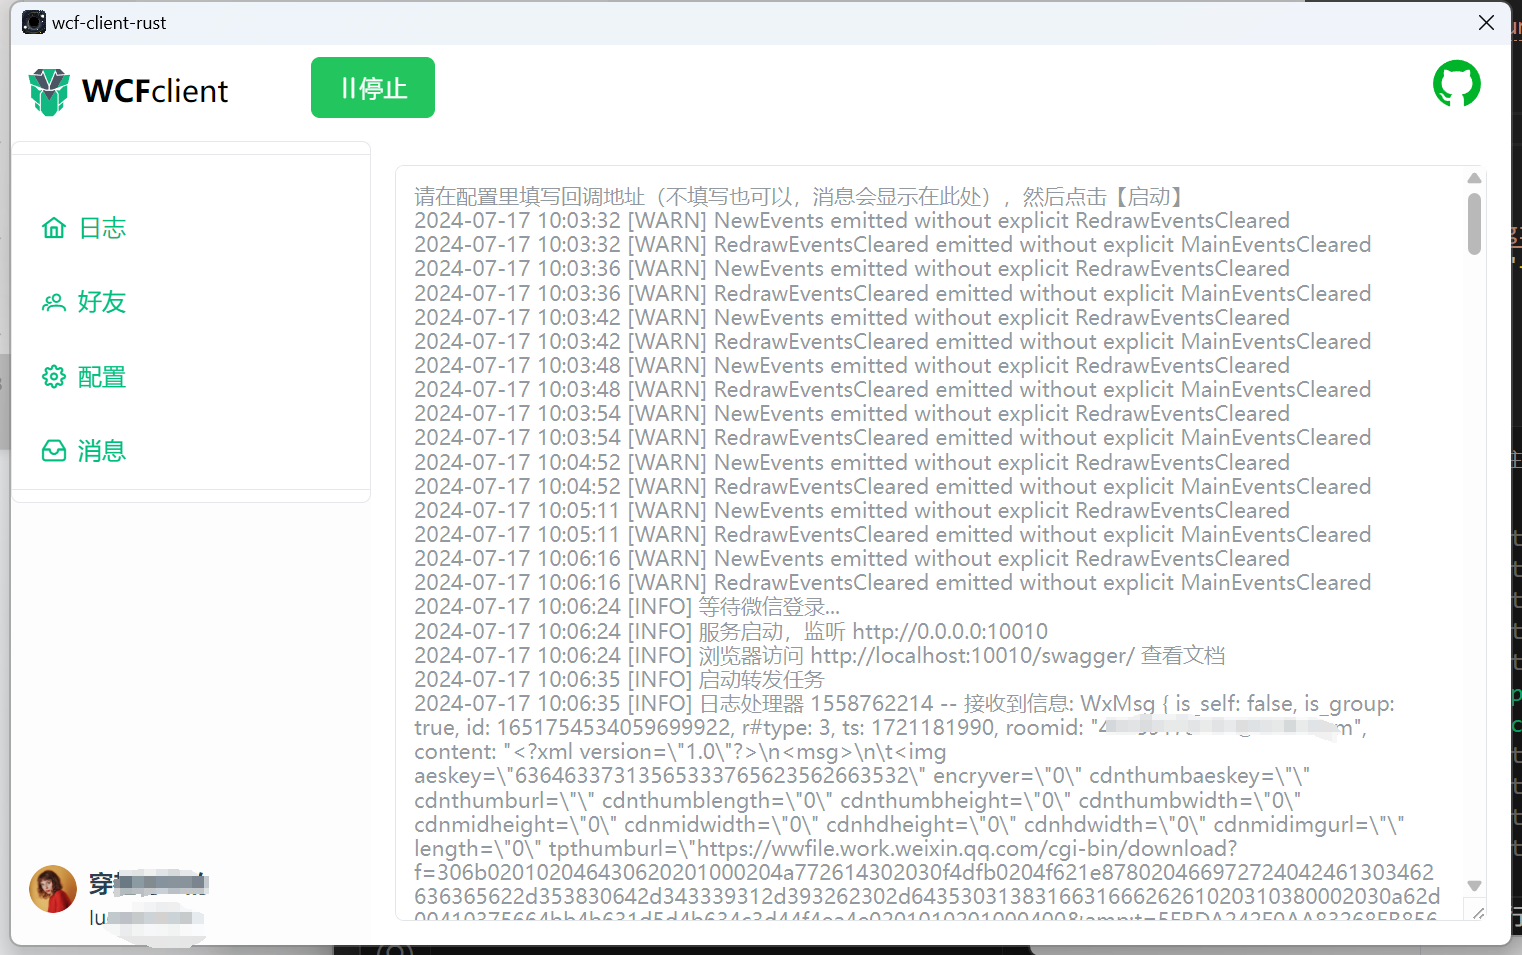 wcf-client-rust
WCFclient
停止
日志
好友
配置
消息
请在配置里填写回调地址（不填写也可以，消息会显示在此处），然后点击【启动】
2024-07-17 10:03:32 [WARN] NewEvents emitted without explicit RedrawEventsCleared
2024-07-17 10:03:32 [WARN] RedrawEventsCleared emitted without explicit MainEventsCleared
2024-07-17 10:03:36 [WARN] NewEvents emitted without explicit RedrawEventsCleared
2024-07-17 10:03:36 [WARN] RedrawEventsCleared emitted without explicit MainEventsCleared
2024-07-17 10:03:42 [WARN] NewEvents emitted without explicit RedrawEventsCleared
2024-07-17 10:03:42 [WARN] RedrawEventsCleared emitted without explicit MainEventsCleared
2024-07-17 10:03:48 [WARN] NewEvents emitted without explicit RedrawEventsCleared
2024-07-17 10:03:48 [WARN] RedrawEventsCleared emitted without explicit MainEventsCleared
2024-07-17 10:03:54 [WARN] NewEvents emitted without explicit RedrawEventsCleared
2024-07-17 10:03:54 [WARN] RedrawEventsCleared emitted without explicit MainEventsCleared
2024-07-17 10:04:52 [WARN] NewEvents emitted without explicit RedrawEventsCleared
2024-07-17 10:04:52 [WARN] RedrawEventsCleared emitted without explicit MainEventsCleared
2024-07-17 10:05:11 [WARN] NewEvents emitted without explicit RedrawEventsCleared
2024-07-17 10:05:11 [WARN] RedrawEventsCleared emitted without explicit MainEventsCleared
2024-07-17 10:06:16 [WARN] NewEvents emitted without explicit RedrawEventsCleared
2024-07-17 10:06:16 [WARN] RedrawEventsCleared emitted without explicit MainEventsCleared
2024-07-17 10:06:24 [INFO] 等待微信登录...
2024-07-17 10:06:24 [INFO] 服务启动，监听 http://0.0.0.0:10010
2024-07-17 10:06:24 [INFO] 浏览器访问 http://localhost:10010/swagger/ 查看文档
2024-07-17 10:06:35 [INFO] 启动转发任务
2024-07-17 10:06:35 [INFO] 日志处理器 1558762214 -- 接收到信息: WxMsg { is_self: false, is_group:
true, id: 1651754534059699922, r#type: 3, ts: 1721181990, roomid:
content: "<?xml version=\"1.0\"?>\n<msg>\n\t<img
aeskey=\"63646337313565333765623562663532\" encryver=\"0\" cdnthumbaeskey=\"\"
cdnthumburl=\"\" cdnthumblength=\"0\" cdnthumbheight=\"0\" cdnthumbwidth=\"0\"
cdnmidheight=\"0\" cdnmidwidth=\"0\" cdnhdheight=\"0\" cdnhdwidth=\"0\" cdnmidimgurl=\"\"
length=\"0\" tpthumburl=\"https://wwfile.work.weixin.qq.com/cgi-bin/download?
f=306b020102046430620201000204a772614302030f4dfb0204f621e878020466972724042461303462
636365622d353830642d343339312d393262302d643530313831663166626261020310380002030a62d
穿